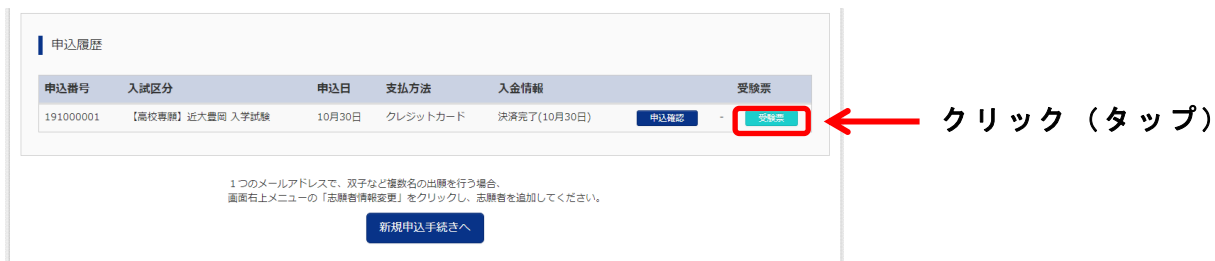 申込履歴
申込番号 入試区分 申込日 支払方法 入金情報 受験票
191000001 【高校専願】近大豊岡 入学試験 10月30日 クレジットカード 決済完了(10月30日) 申込確認 - 受験票
クリック（タップ）
１つのメールアドレスで、双子など複数名の出願を行う場合、
画面右上メニューの「志願者情報変更」をクリックし、志願者を追加してください。
新規申込手続きへ